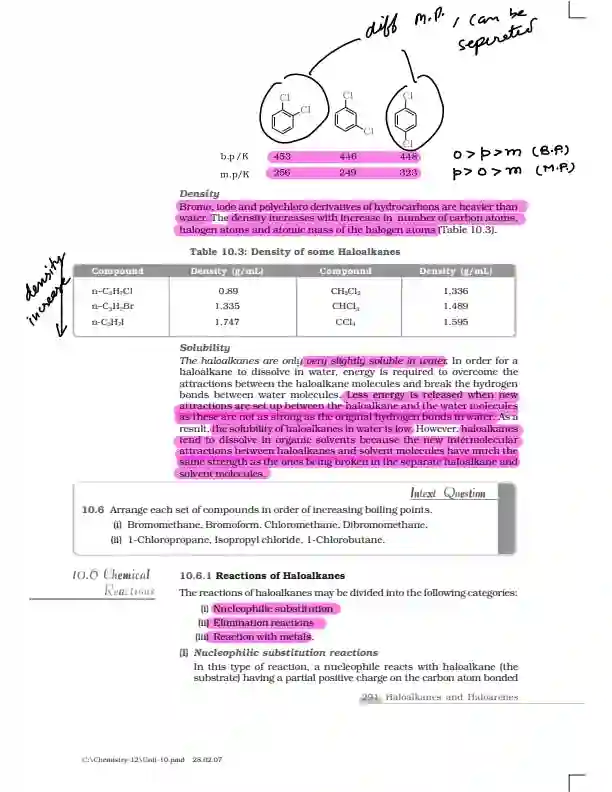 diff M.P. , can be
seperated
Cl
Cl
Cl
Cl
Cl
Cl
b.p/K 453 446 448 o > p > m (B.P.)
m.p/K 256 249 323 p > o > m (M.P.)
Density
Bromo, iodo and polychloro derivatives of hydrocarbons are heavier than
water. The density increases with increase in number of carbon atoms,
halogen atoms and atomic mass of the halogen atoms (Table 10.3).
Table 10.3: Density of some Haloalkanes
density
increase
Compound Density (g/mL) Compound Density (g/mL)
n–C₃H₇Cl 0.89 CH₂Cl₂ 1.336
n–C₃H₇Br 1.335 CHCl₃ 1.489
n-C₃H₇I 1.747 CCl₄ 1.595
Solubility
The haloalkanes are only very slightly soluble in water. In order for a
haloalkane to dissolve in water, energy is required to overcome the
attractions between the haloalkane molecules and break the hydrogen
bonds between water molecules. Less energy is released when new
attractions are set up between the haloalkane and the water molecules
as these are not as strong as the original hydrogen bonds in water. As a
result, the solubility of haloalkanes in water is low. However, haloalkanes
tend to dissolve in organic solvents because the new intermolecular
attractions between haloalkanes and solvent molecules have much the
same strength as the ones being broken in the separate haloalkane and
solvent molecules.
Intext Question
10.6 Arrange each set of compounds in order of increasing boiling points.
(i) Bromomethane, Bromoform, Chloromethane, Dibromomethane.
(ii) 1-Chloropropane, Isopropyl chloride, 1-Chlorobutane.
10.6 Chemical
Reactions
10.6.1 Reactions of Haloalkanes
The reactions of haloalkanes may be divided into the following categories:
(i) Nucleophilic substitution
(ii) Elimination reactions
(iii) Reaction with metals.
(i) Nucleophilic substitution reactions
In this type of reaction, a nucleophile reacts with haloalkane (the
substrate) having a partial positive charge on the carbon atom bonded
291 Haloalkanes and Haloarenes
C:\Chemistry-12\Unit-10.pmd 28.02.07